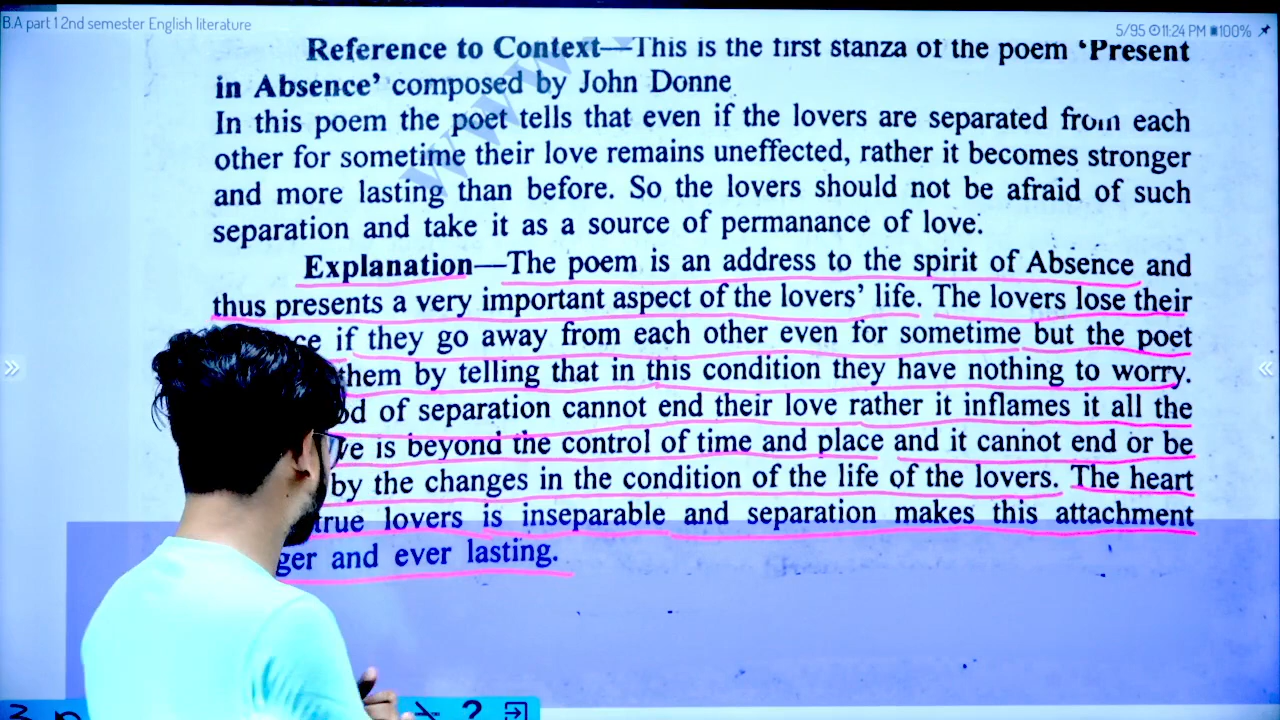 B.A part 1 2nd semester English literature
5/95 11:24 PM 100%
Reference to Context—This is the first stanza of the poem ‘Present
in Absence’ composed by John Donne
In this poem the poet tells that even if the lovers are separated from each
other for sometime their love remains uneffected, rather it becomes stronger
and more lasting than before. So the lovers should not be afraid of such
separation and take it as a source of permanance of love.
Explanation—The poem is an address to the spirit of Absence and
thus presents a very important aspect of the lovers’ life. The lovers lose their
if they go away from each other even for sometime but the poet
them by telling that in this condition they have nothing to worry.
of separation cannot end their love rather it inflames it all the
is beyond the control of time and place and it cannot end or be
by the changes in the condition of the life of the lovers. The heart
true lovers is inseparable and separation makes this attachment
and ever lasting.
www.
?